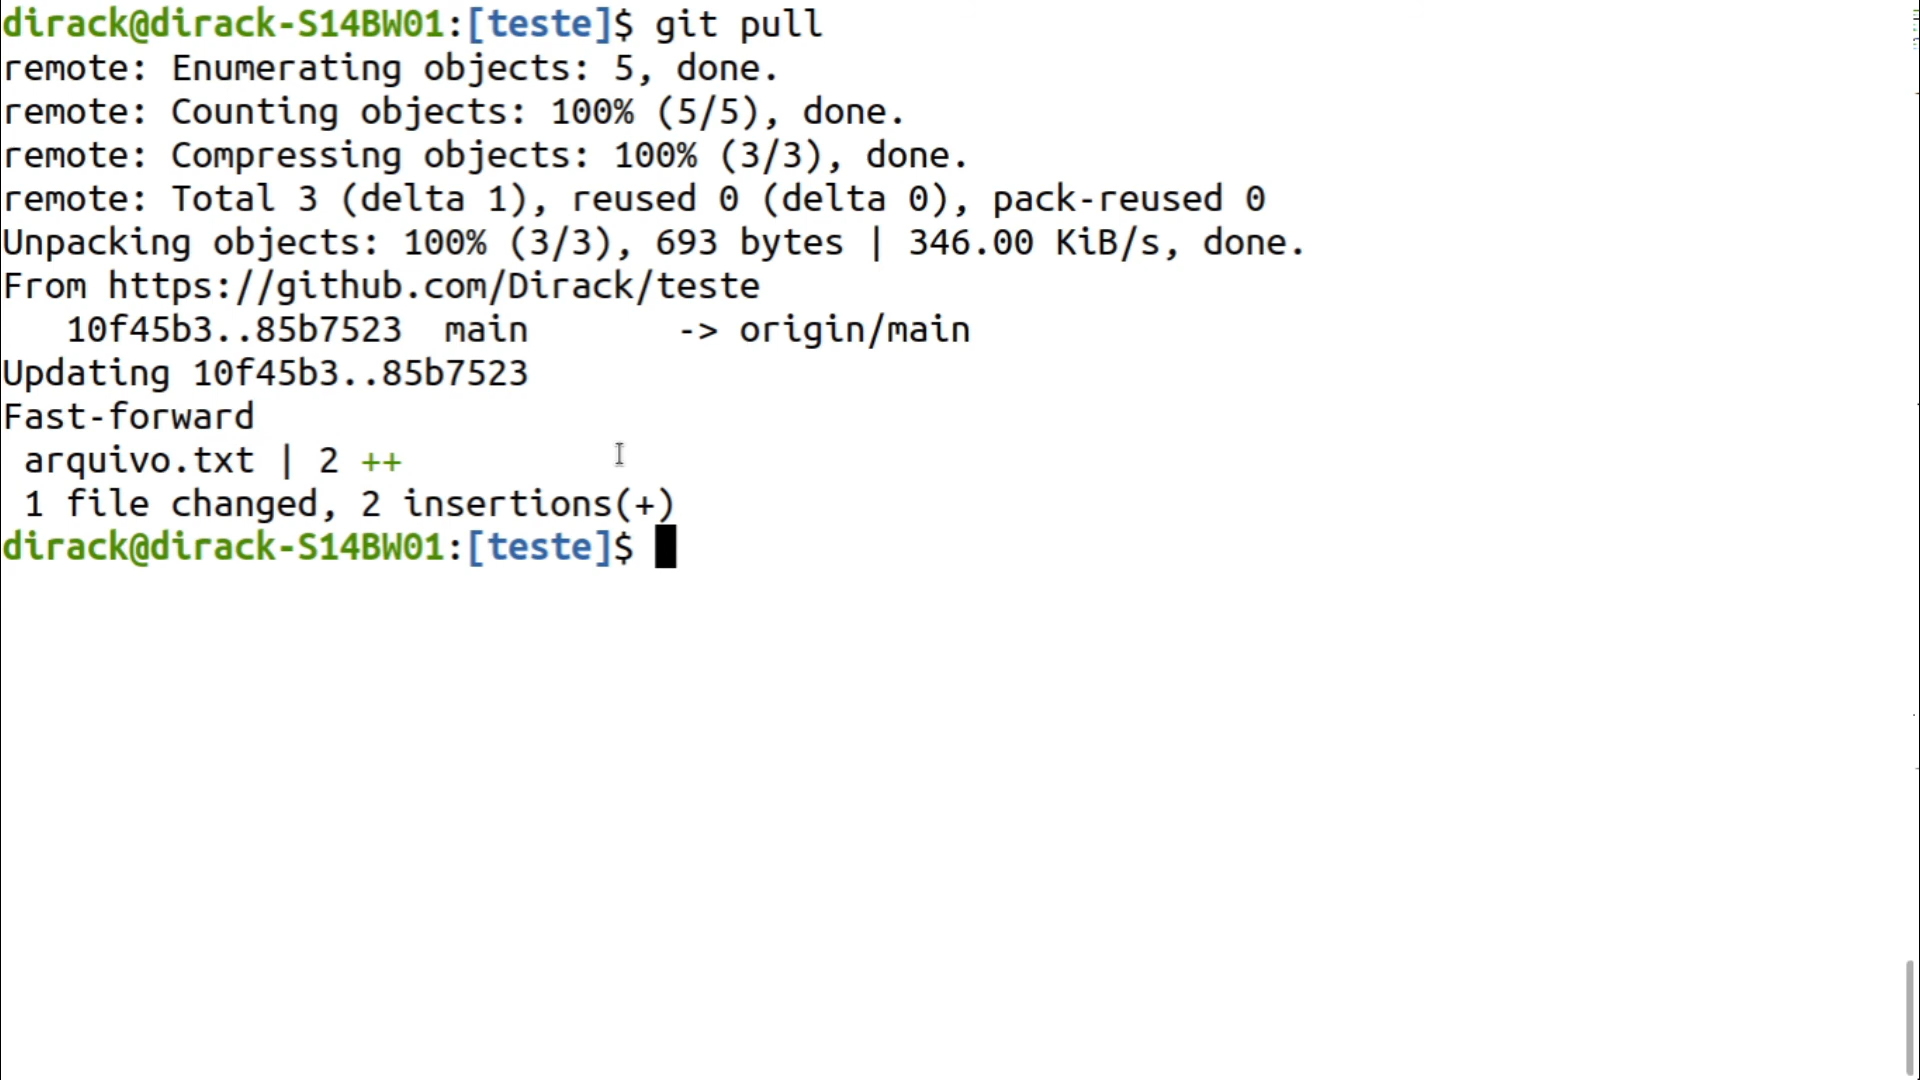 dirack@dirack-S14BW01:[teste]$ git pull
remote: Enumerating objects: 5, done.
remote: Counting objects: 100% (5/5), done.
remote: Compressing objects: 100% (3/3), done.
remote: Total 3 (delta 1), reused 0 (delta 0), pack-reused 0
Unpacking objects: 100% (3/3), 693 bytes | 346.00 KiB/s, done.
From https://github.com/Dirack/teste
   10f45b3..85b7523  main       -> origin/main
Updating 10f45b3..85b7523
Fast-forward
 arquivo.txt | 2 ++
 1 file changed, 2 insertions(+)
dirack@dirack-S14BW01:[teste]$